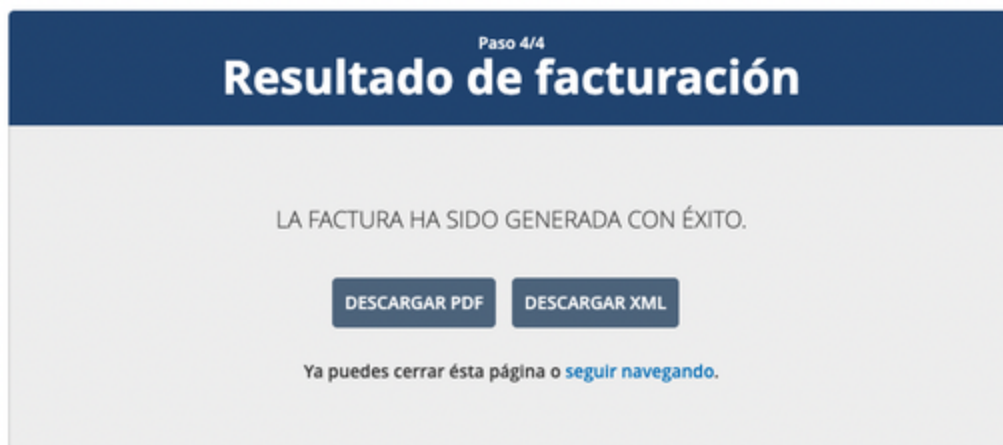 Paso 4/4
Resultado de facturación
LA FACTURA HA SIDO GENERADA CON ÉXITO.
DESCARGAR PDF DESCARGAR XML
Ya puedes cerrar ésta página o seguir navegando.